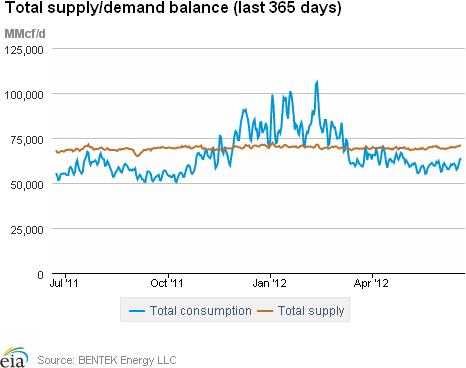 Total supply/demand balance (last 365 days)
MMcf/d
125,000
100,000
75,000
50,000
25,000
0
Jul '11
Oct '11
Jan '12
Apr '12
Total consumption
Total supply
eia
Source: BENTEK Energy LLC